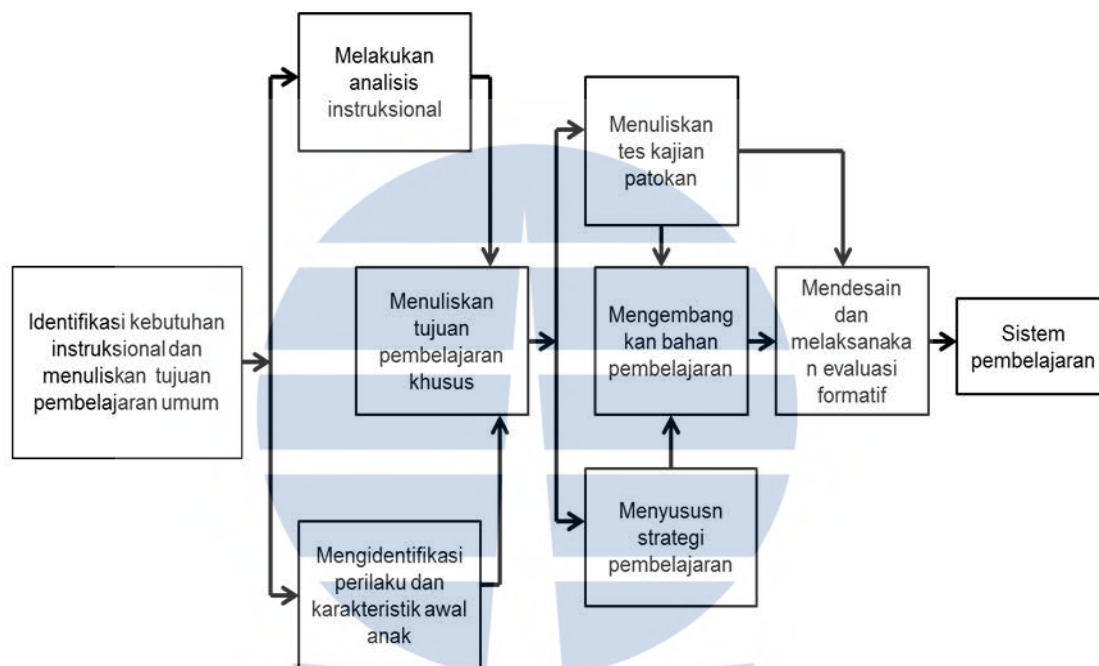 Melakukan
analisis
instruksional
Menuliskan
tes kajian
patokan
Identifikasi kebutuhan
instruksional dan
menuliskan tujuan
pembelajaran umum
Menuliskan
tujuan
pembelajaran
khusus
Mengembang
kan bahan
pembelajaran
Mendesain
dan
melaksanaka
n evaluasi
formatif
Sistem
pembelajaran
Mengidentifikasi
perilaku dan
karakteristik awal
anak
Menyususn
strategi
pembelajaran